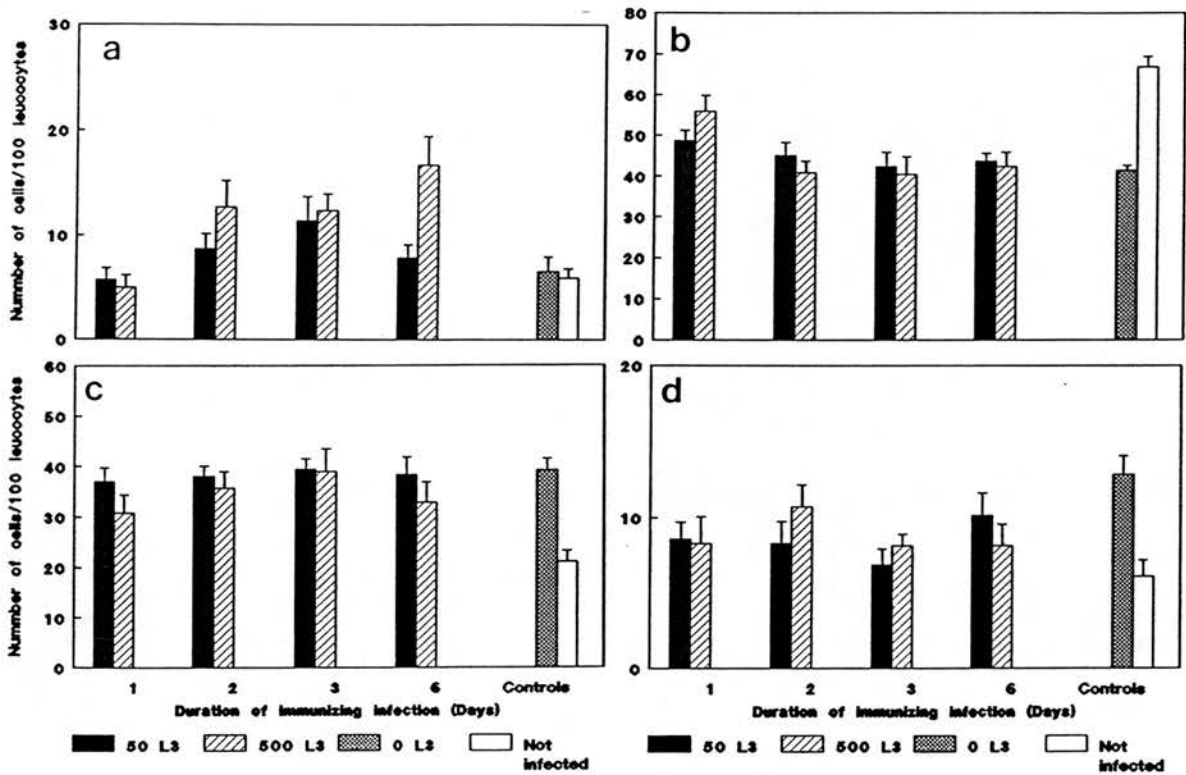 a
b
Nummber of cells/100 leucocytes
30
20
10
0
80
70
60
50
40
30
20
10
0
c
d
Nummber of cells/100 leucocytes
60
50
40
30
20
10
0
20
10
0
1 2 3 6 Controls
1 2 3 6 Controls
Duration of immunizing infection (Days)
Duration of immunizing infection (Days)
50 L3 500 L3 0 L3 Not infected
50 L3 500 L3 0 L3 Not infected